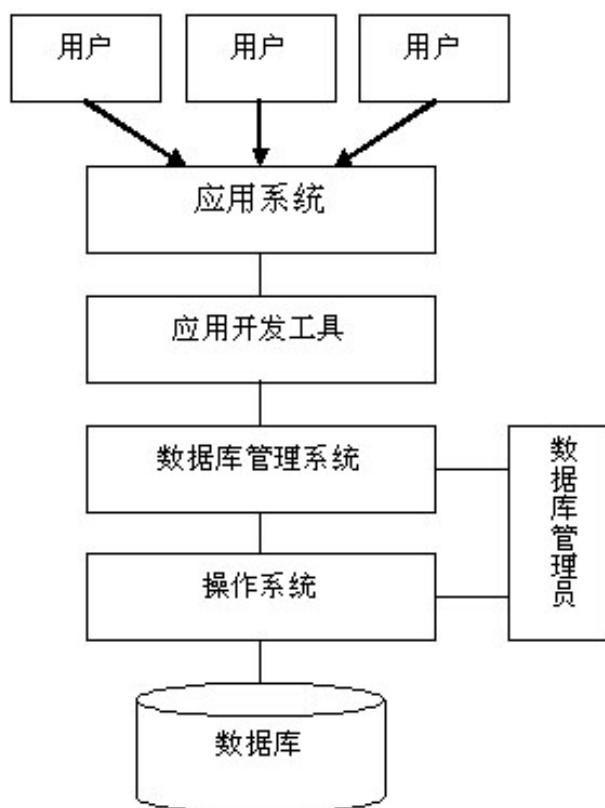 用户
用户
用户
应用系统
应用开发工具
数据库管理系统
数据库管理员
操作系统
数据库